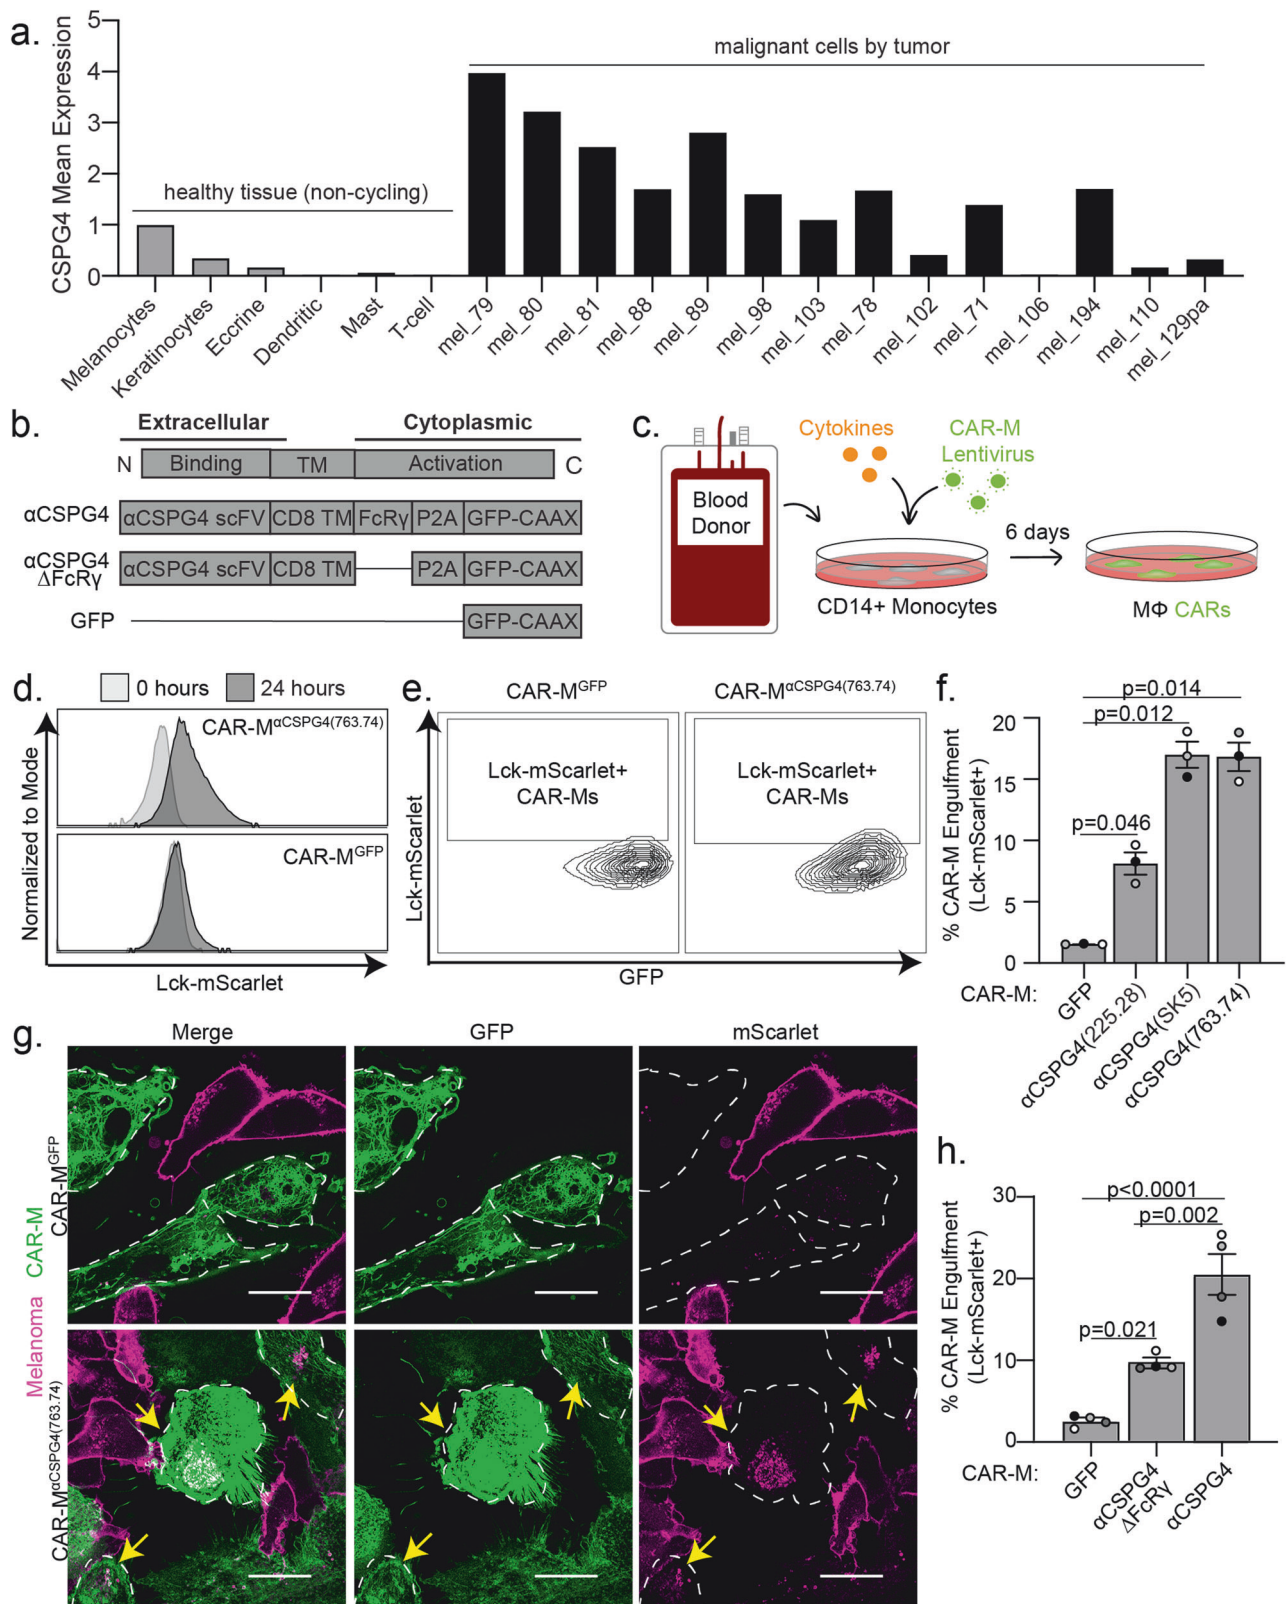 a.
CSPG4 Mean Expression
5
4
3
2
1
0
healthy tissue (non-cycling)
malignant cells by tumor
Melanocytes
Keratinocytes
Eccrine
Dendritic
Mast
T-cell
mel_79
mel_80
mel_81
mel_88
mel_89
mel_98
mel_103
mel_78
mel_102
mel_71
mel_106
mel_194
mel_110
mel_129pa
b.
Extracellular Cytoplasmic
N Binding TM Activation C
αCSPG4 αCSPG4 scFV CD8 TM FcRγ P2A GFP-CAAX
αCSPG4
ΔFcRγ
αCSPG4 scFV CD8 TM P2A GFP-CAAX
GFP GFP-CAAX
c.
Blood
Donor
Cytokines
CAR-M
Lentivirus
6 days
CD14+ Monocytes
MΦ CARs
d.
0 hours 24 hours
Normalized to Mode
CAR-M^αCSPG4(763.74)
CAR-M^GFP
Lck-mScarlet
e.
CAR-M^GFP
CAR-M^αCSPG4(763.74)
Lck-mScarlet
Lck-mScarlet+
CAR-Ms
Lck-mScarlet+
CAR-Ms
GFP
f.
% CAR-M Engulfment
(Lck-mScarlet+)
20
15
10
5
0
p=0.014
p=0.012
p=0.046
CAR-M:
GFP
αCSPG4(225.28)
αCSPG4(SK5)
αCSPG4(763.74)
g.
Merge GFP mScarlet
Melanoma CAR-M
CAR-M^GFP
CAR-M^αCSPG4(763.74)
h.
% CAR-M Engulfment
(Lck-mScarlet+)
30
20
10
0
p<0.0001
p=0.002
p=0.021
CAR-M:
GFP
αCSPG4
ΔFcRγ
αCSPG4